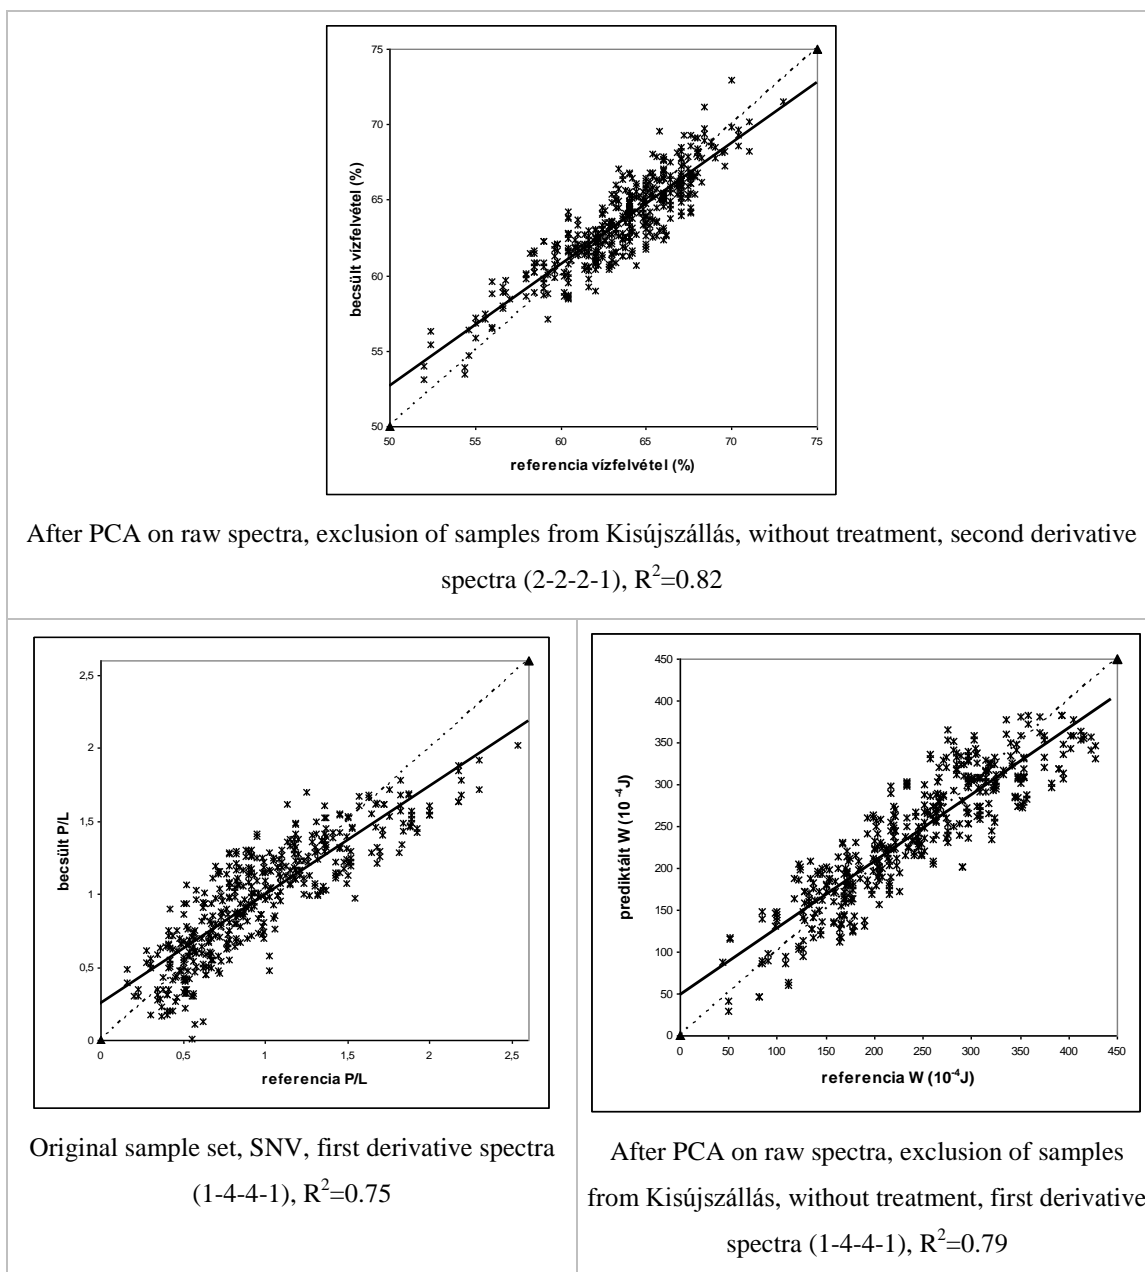 75
70
65
60
55
50
becsült vízfelvétel (%)
50 55 60 65 70 75
referencia vízfelvétel (%)
After PCA on raw spectra, exclusion of samples from Kisújszállás, without treatment, second derivative
spectra (2-2-2-1), R²=0.82
2,5
2
1,5
1
0,5
0
becsült P/L
0 0,5 1 1,5 2 2,5
referencia P/L
Original sample set, SNV, first derivative spectra
(1-4-4-1), R²=0.75
450
400
350
300
250
200
150
100
50
0
prediktált W (10⁻⁴J)
0 50 100 150 200 250 300 350 400 450
referencia W (10⁻⁴J)
After PCA on raw spectra, exclusion of samples
from Kisújszállás, without treatment, first derivative
spectra (1-4-4-1), R²=0.79